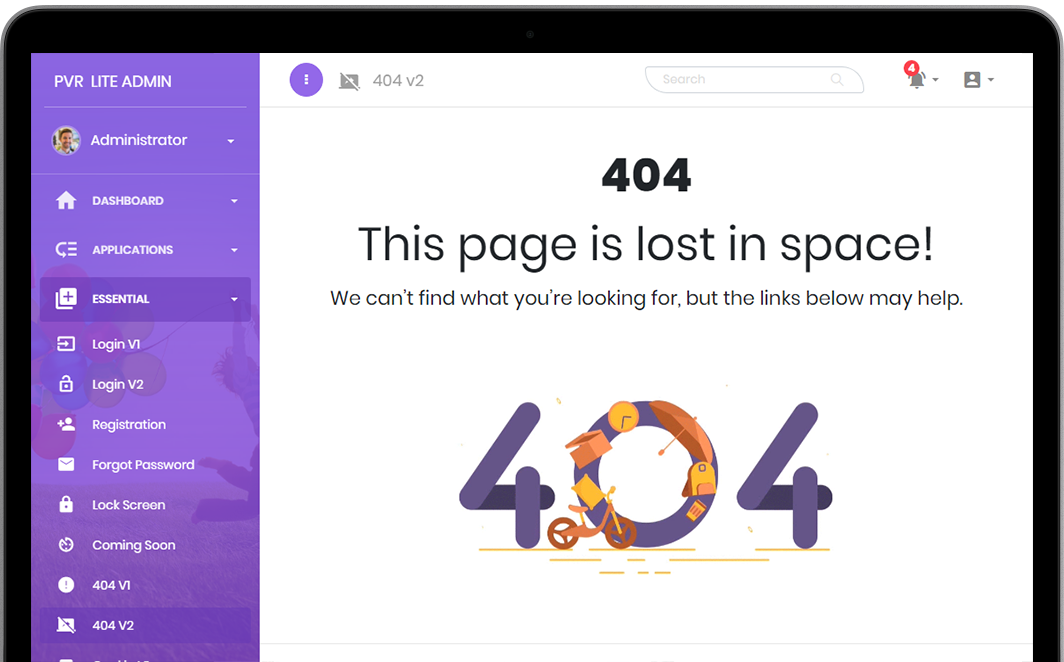 PVR LITE ADMIN
404 v2
Search
4
Administrator
DASHBOARD
APPLICATIONS
ESSENTIAL
Login V1
Login V2
Registration
Forgot Password
Lock Screen
Coming Soon
404 V1
404 V2
404
This page is lost in space!
We can't find what you're looking for, but the links below may help.
404